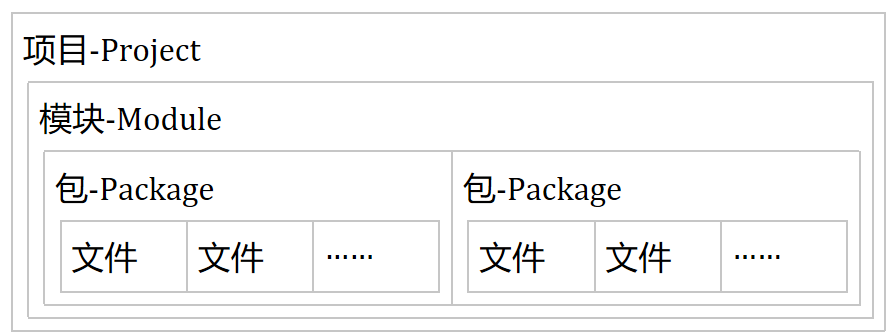 项目-Project
模块-Module
包-Package 包-Package
文件 文件 …… 文件 文件 ……